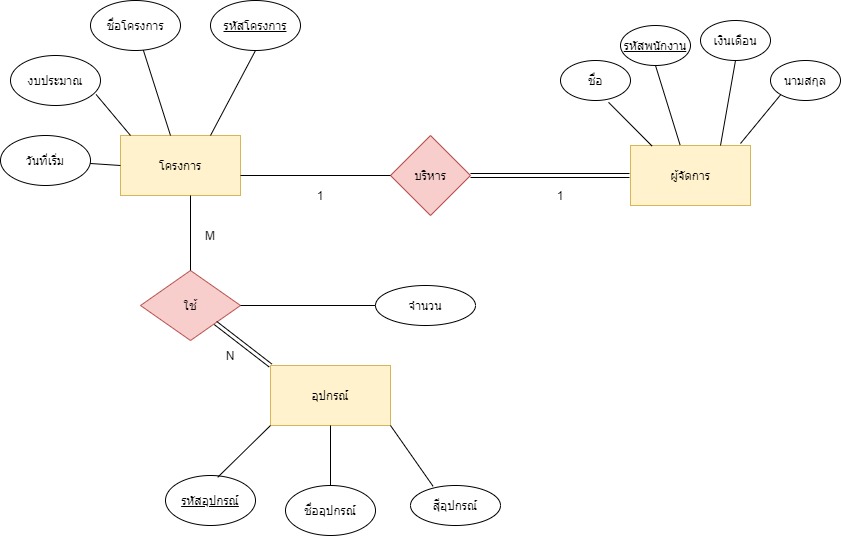 ชื่อโครงการ
รหัสโครงการ
รหัสพนักงาน
เงินเดือน
งบประมาณ
ชื่อ
นามสกุล
วันที่เริ่ม
โครงการ
บริหาร
ผู้จัดการ
1
1
M
ใช้
จำนวน
N
อุปกรณ์
รหัสอุปกรณ์
ชื่ออุปกรณ์
สีอุปกรณ์